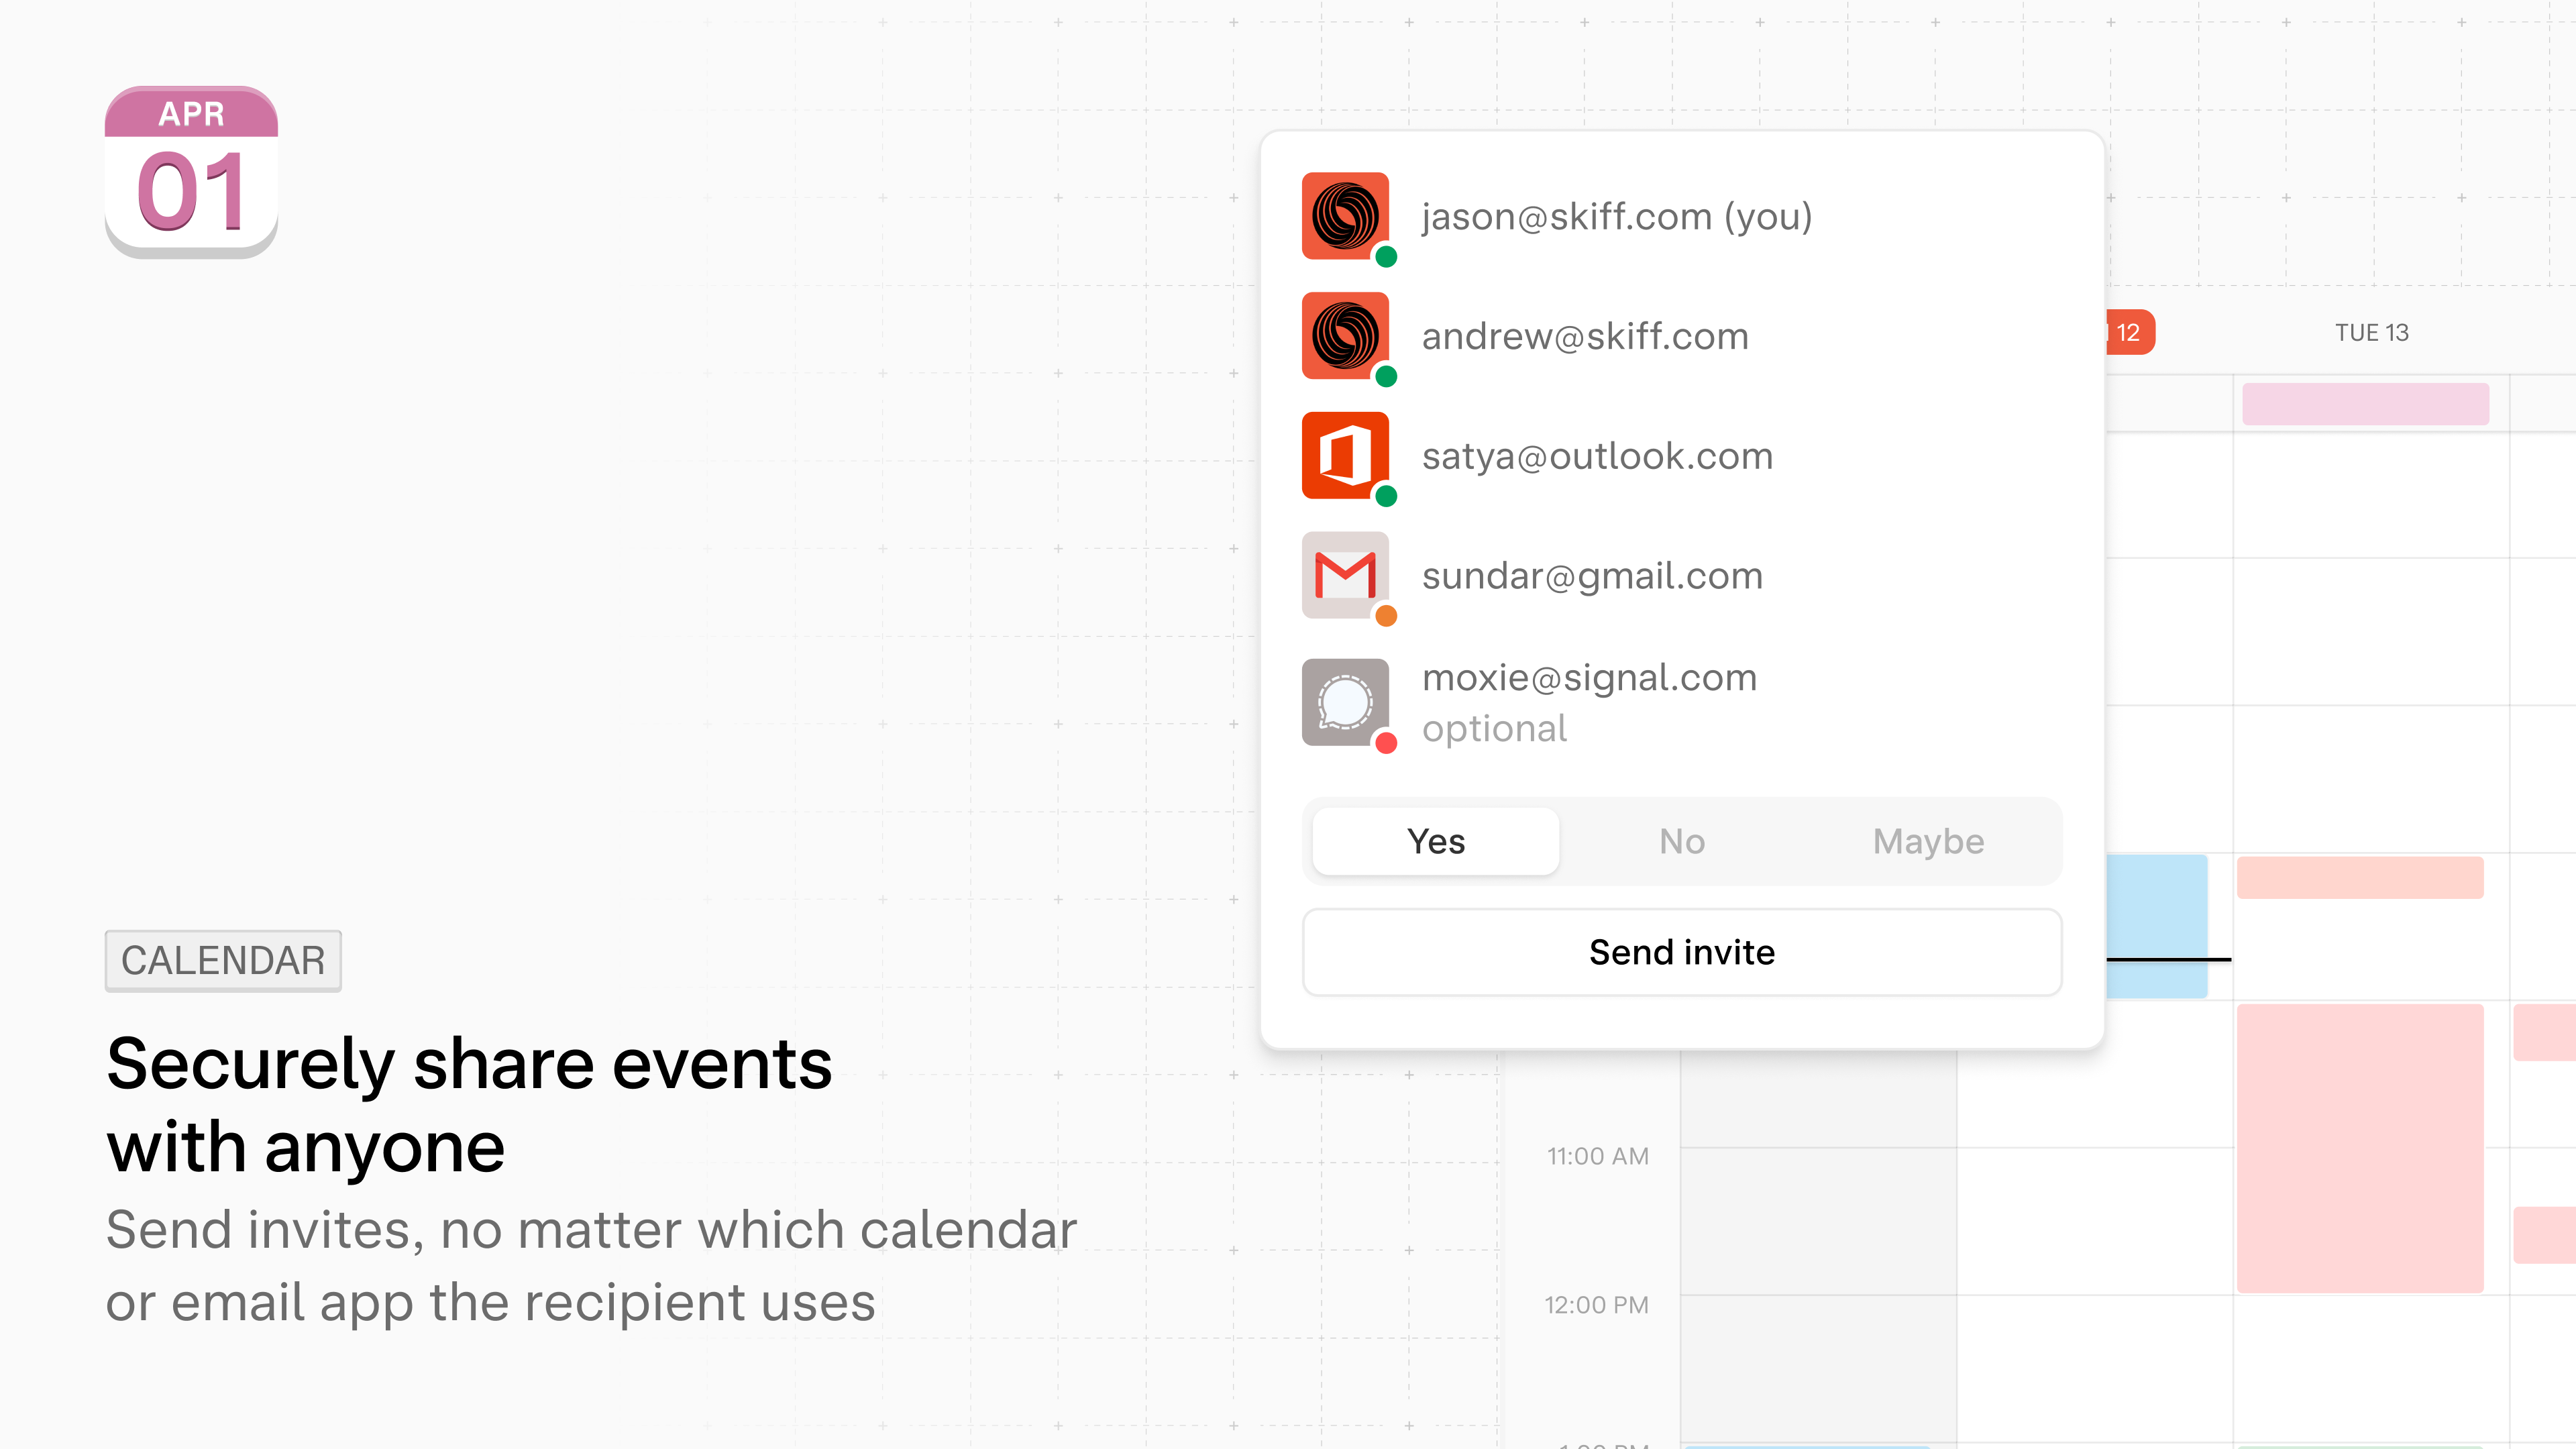 APR
01
CALENDAR
Securely share events
with anyone
Send invites, no matter which calendar
or email app the recipient uses
jason@skiff.com (you)
andrew@skiff.com
satya@outlook.com
sundar@gmail.com
moxie@signal.com
optional
Yes No Maybe
Send invite
12 TUE 13
11:00 AM
12:00 PM